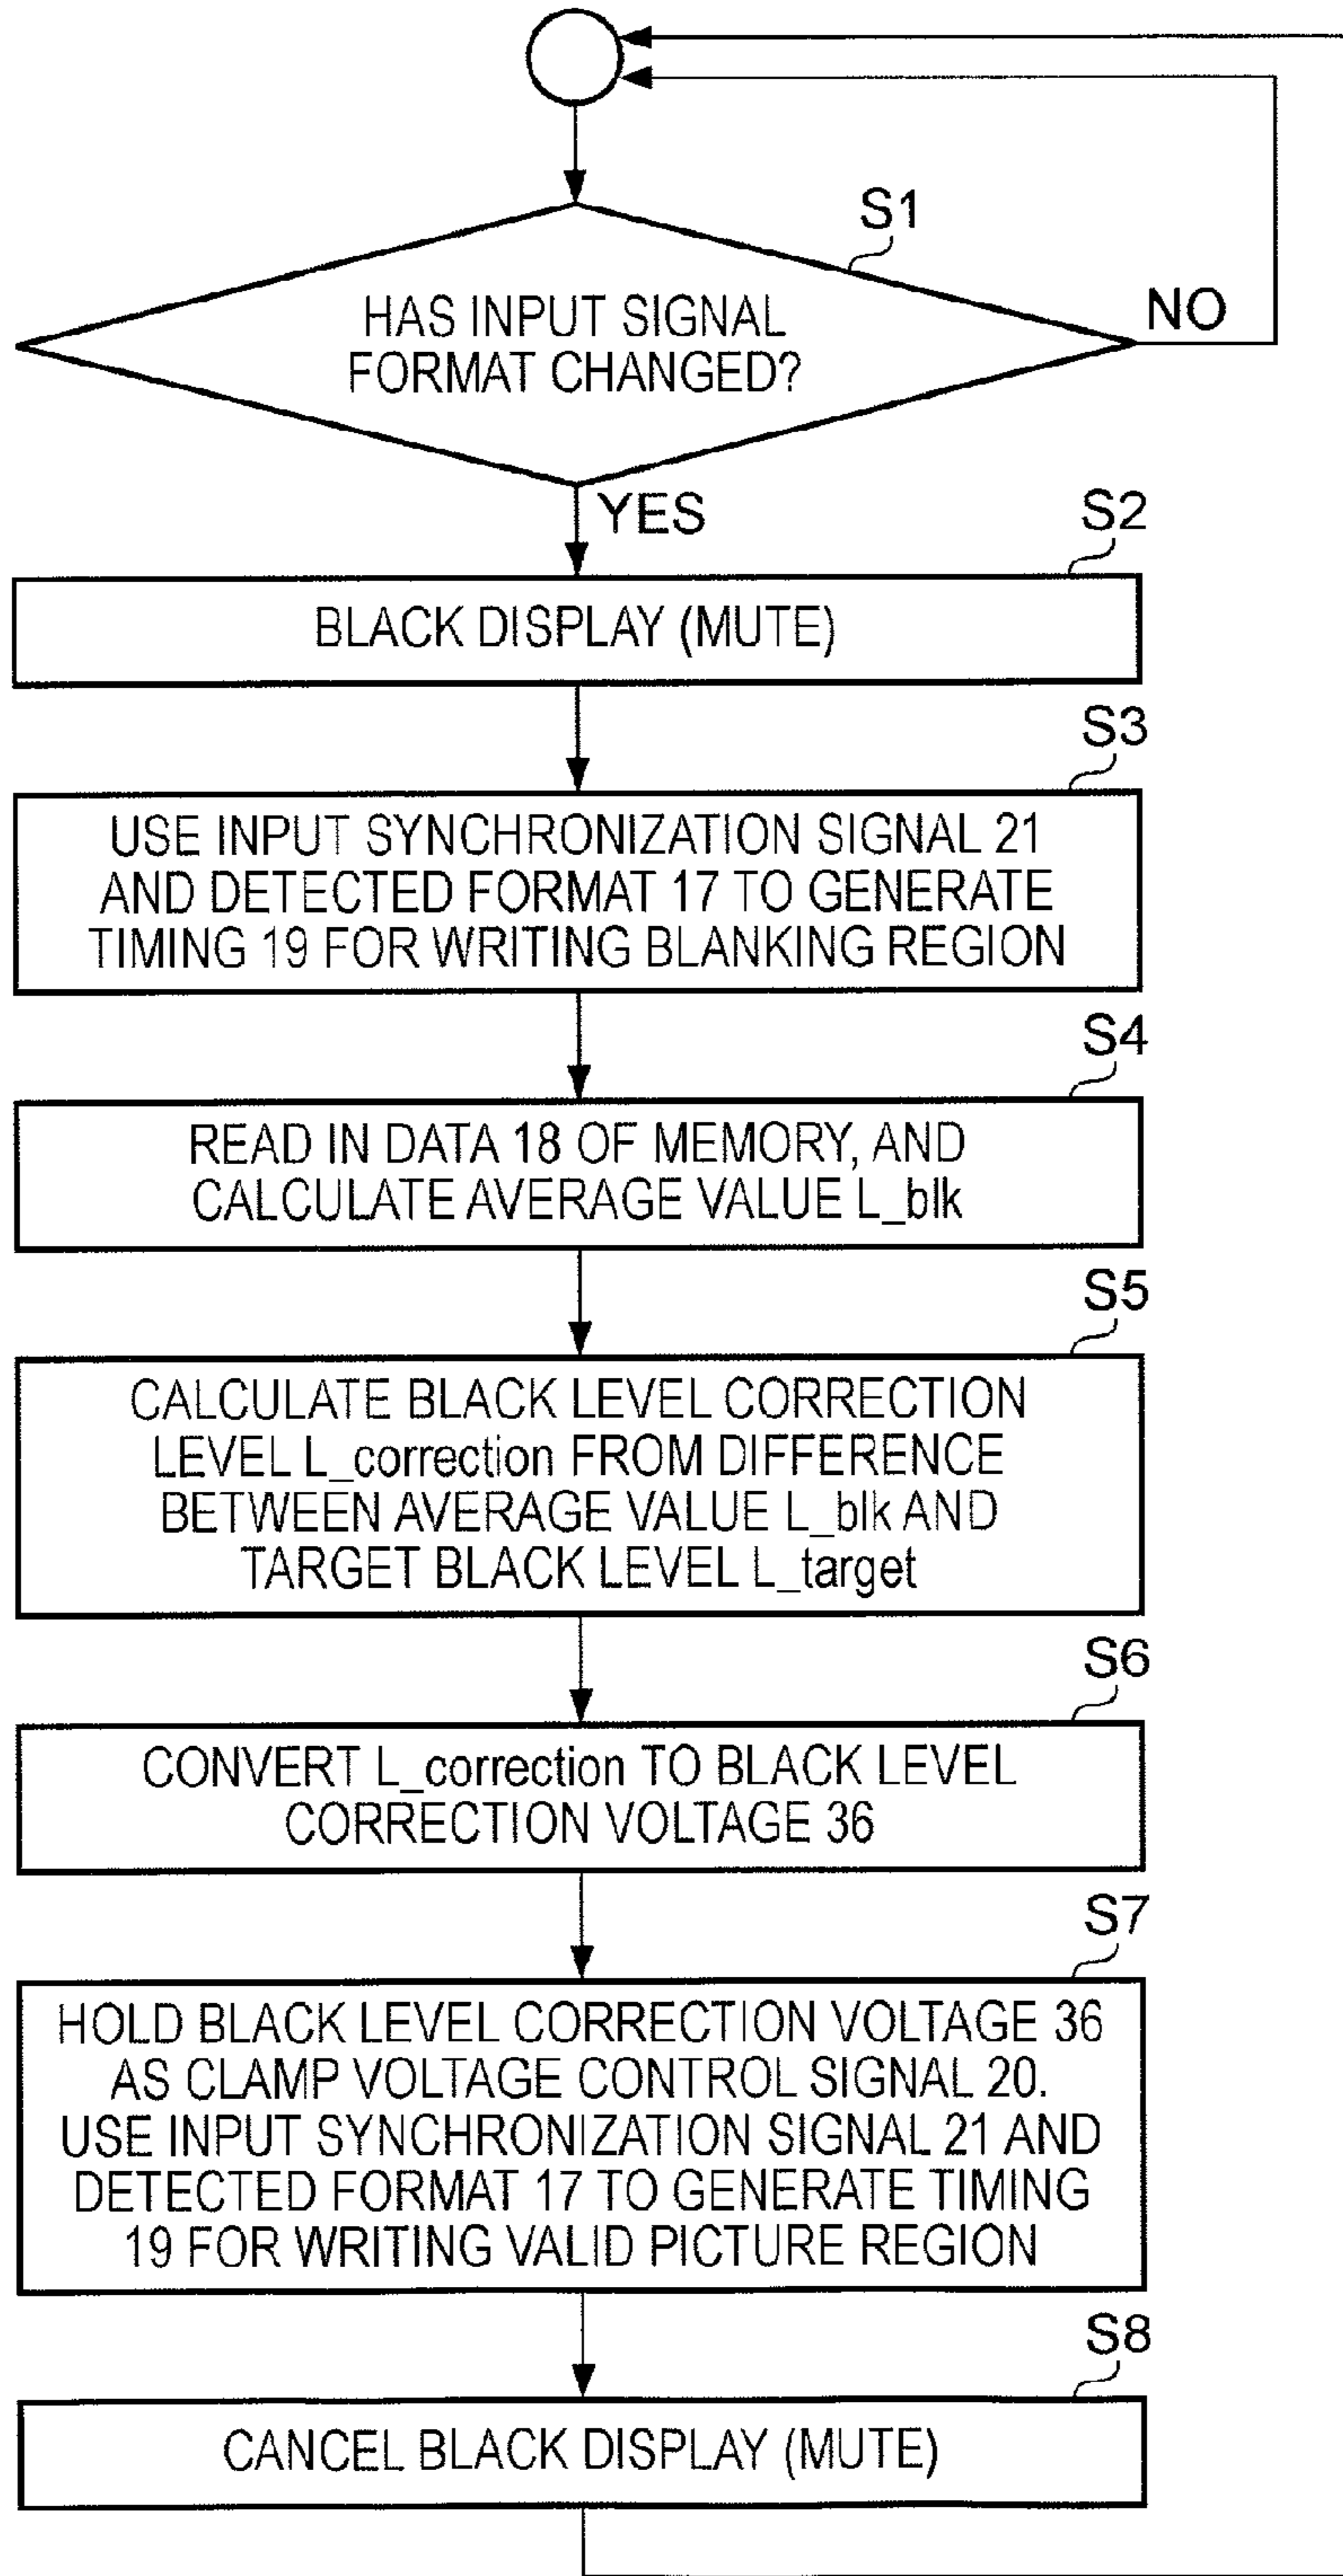 S1
HAS INPUT SIGNAL
FORMAT CHANGED?
NO
YES
S2
BLACK DISPLAY (MUTE)
S3
USE INPUT SYNCHRONIZATION SIGNAL 21
AND DETECTED FORMAT 17 TO GENERATE
TIMING 19 FOR WRITING BLANKING REGION
S4
READ IN DATA 18 OF MEMORY, AND
CALCULATE AVERAGE VALUE L_blk
S5
CALCULATE BLACK LEVEL CORRECTION
LEVEL L_correction FROM DIFFERENCE
BETWEEN AVERAGE VALUE L_blk AND
TARGET BLACK LEVEL L_target
S6
CONVERT L_correction TO BLACK LEVEL
CORRECTION VOLTAGE 36
S7
HOLD BLACK LEVEL CORRECTION VOLTAGE 36
AS CLAMP VOLTAGE CONTROL SIGNAL 20.
USE INPUT SYNCHRONIZATION SIGNAL 21 AND
DETECTED FORMAT 17 TO GENERATE TIMING
19 FOR WRITING VALID PICTURE REGION
S8
CANCEL BLACK DISPLAY (MUTE)